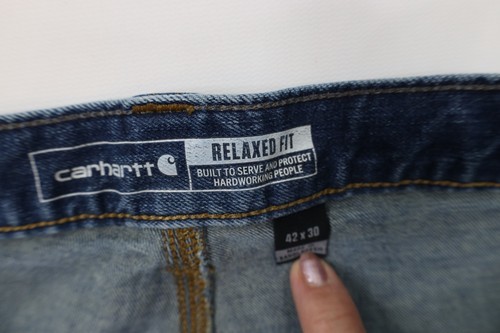 carhartt
RELAXED FIT
BUILT TO SERVE AND PROTECT
HARDWORKING PEOPLE
42 x 30